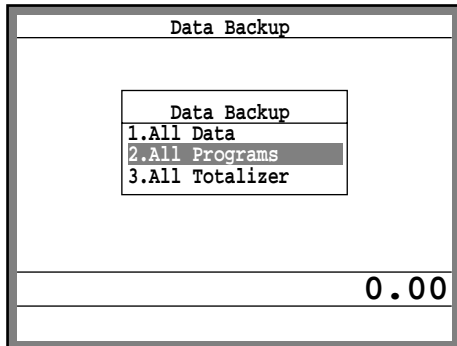 Data Backup
Data Backup
1.All Data
2.All Programs
3.All Totalizer
0.00